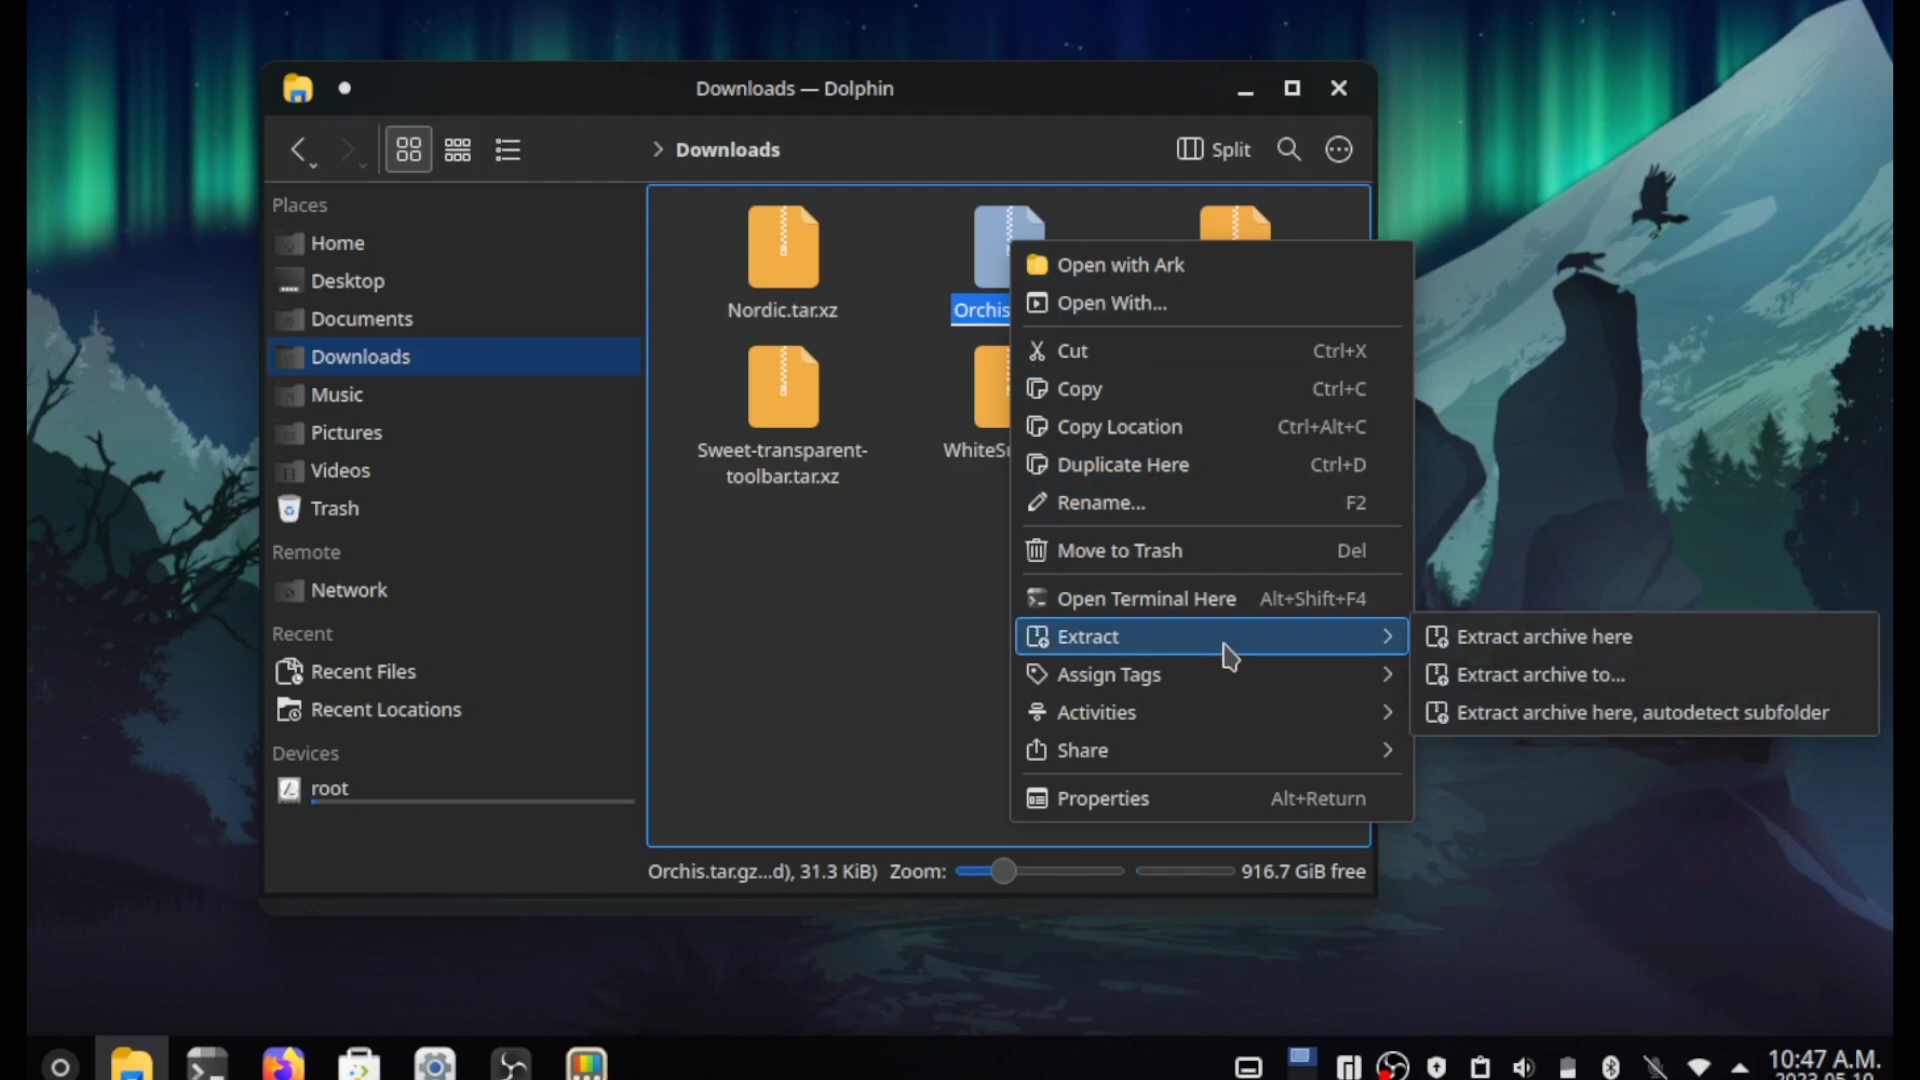 Downloads — Dolphin
Downloads
Split
Places
Home
Desktop
Documents
Downloads
Music
Pictures
Videos
Trash
Remote
Network
Recent
Recent Files
Recent Locations
Devices
root
Nordic.tar.xz
Orchis
Sweet-transparent-
toolbar.tar.xz
WhiteSu
Open with Ark
Open With...
Cut Ctrl+X
Copy Ctrl+C
Copy Location Ctrl+Alt+C
Duplicate Here Ctrl+D
Rename... F2
Move to Trash Del
Open Terminal Here Alt+Shift+F4
Extract
Assign Tags
Activities
Share
Properties Alt+Return
Extract archive here
Extract archive to...
Extract archive here, autodetect subfolder
Orchis.tar.gz...d), 31.3 KiB) Zoom: 916.7 GiB free
10:47 A.M.